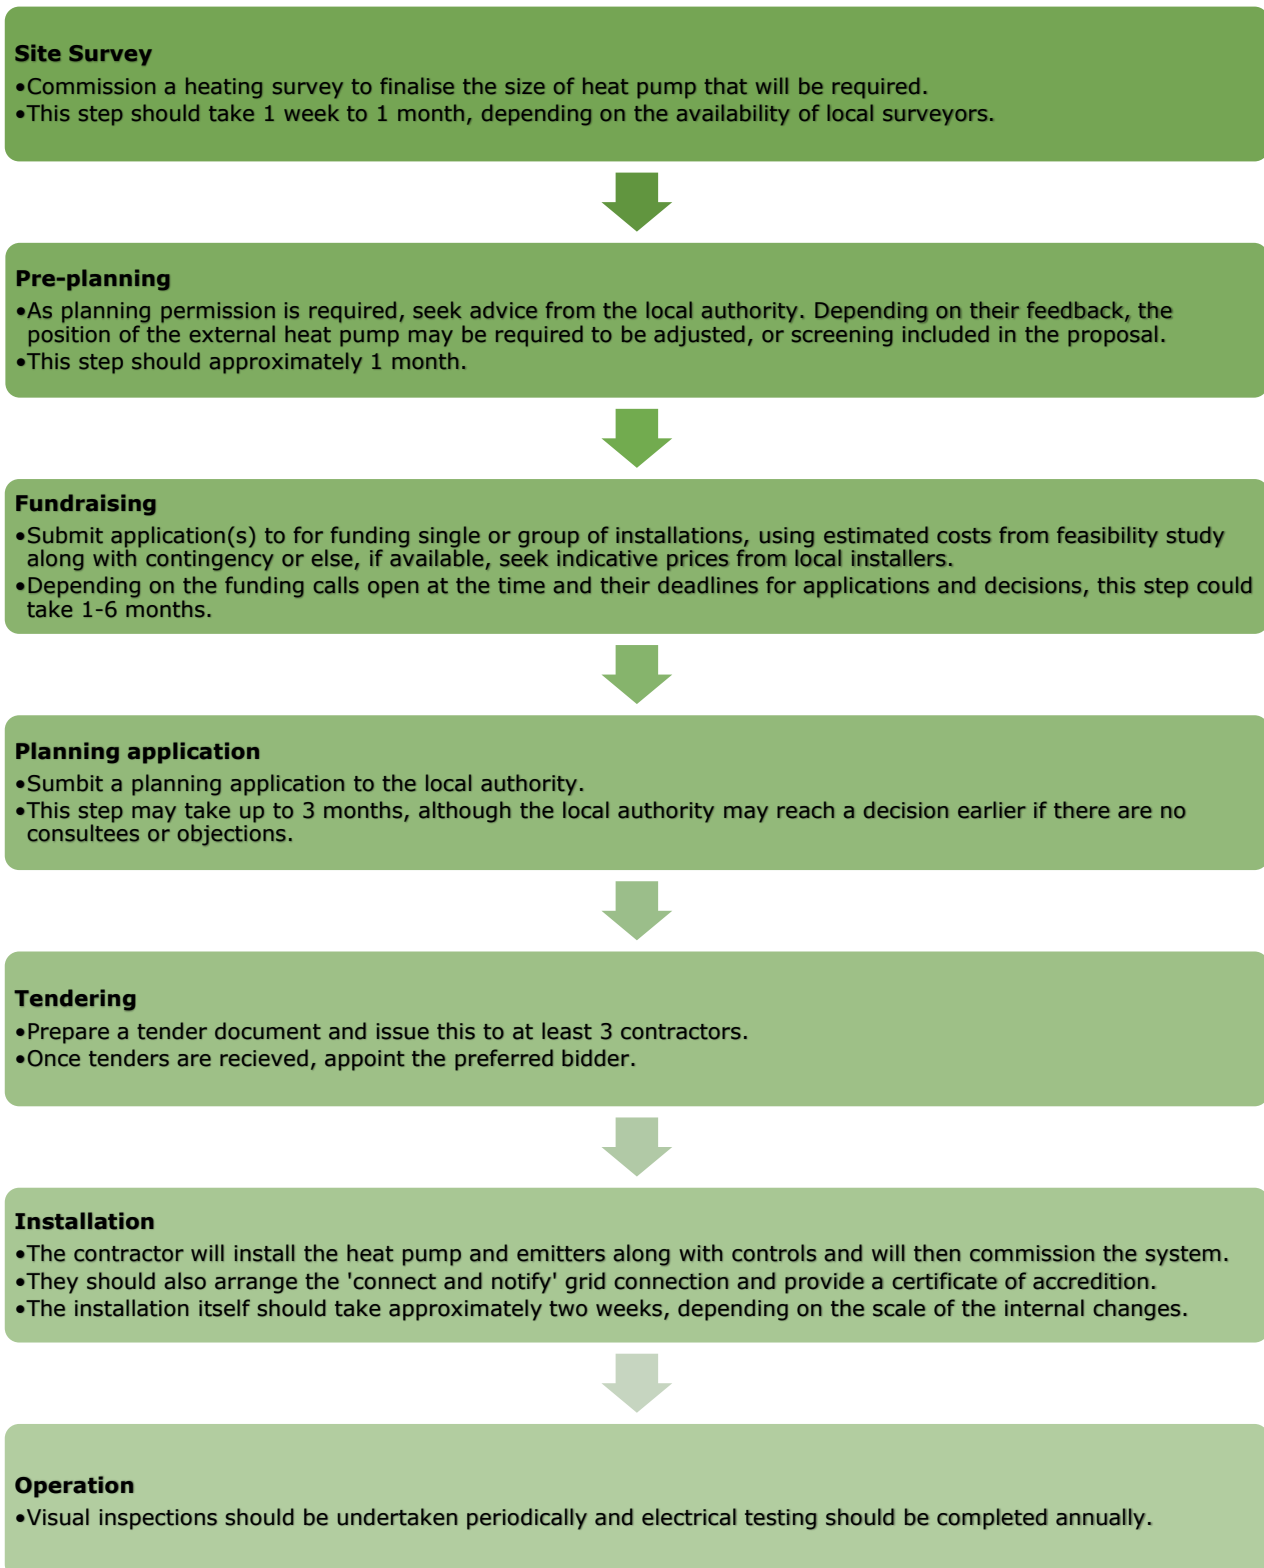 Site Survey
•Commission a heating survey to finalise the size of heat pump that will be required.
•This step should take 1 week to 1 month, depending on the availability of local surveyors.
Pre-planning
•As planning permission is required, seek advice from the local authority. Depending on their feedback, the
position of the external heat pump may be required to be adjusted, or screening included in the proposal.
•This step should approximately 1 month.
Fundraising
•Submit application(s) to for funding single or group of installations, using estimated costs from feasibility study
along with contingency or else, if available, seek indicative prices from local installers.
•Depending on the funding calls open at the time and their deadlines for applications and decisions, this step could
take 1-6 months.
Planning application
•Sumbit a planning application to the local authority.
•This step may take up to 3 months, although the local authority may reach a decision earlier if there are no
consultees or objections.
Tendering
•Prepare a tender document and issue this to at least 3 contractors.
•Once tenders are recieved, appoint the preferred bidder.
Installation
•The contractor will install the heat pump and emitters along with controls and will then commission the system.
•They should also arrange the 'connect and notify' grid connection and provide a certificate of accredition.
•The installation itself should take approximately two weeks, depending on the scale of the internal changes.
Operation
•Visual inspections should be undertaken periodically and electrical testing should be completed annually.